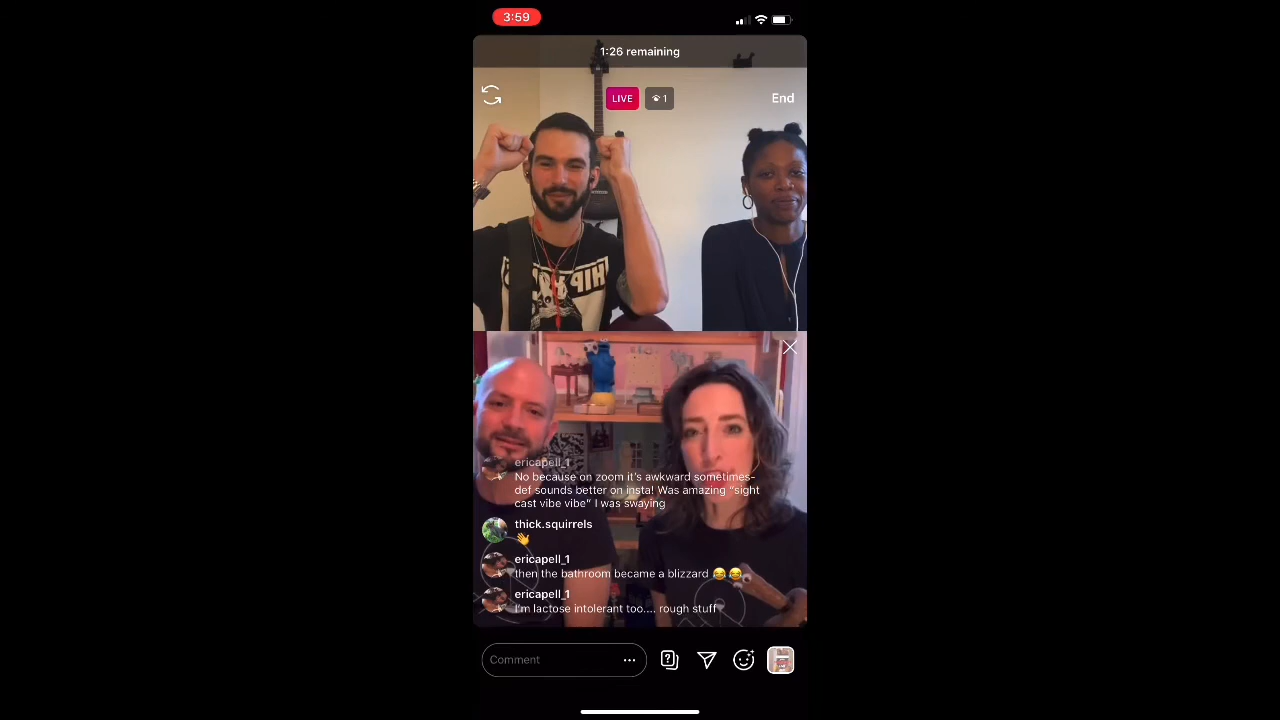 3:59
1:26 remaining
LIVE
1
End
HIP
ericapell_1
No because on zoom it's awkward sometimes-
def sounds better on insta! Was amazing “sight
cast vibe vibe” I was swaying
thick.squirrels
👋
ericapell_1
then the bathroom became a blizzard 😂 😂
ericapell_1
I'm lactose intolerant too.... rough stuff
Comment